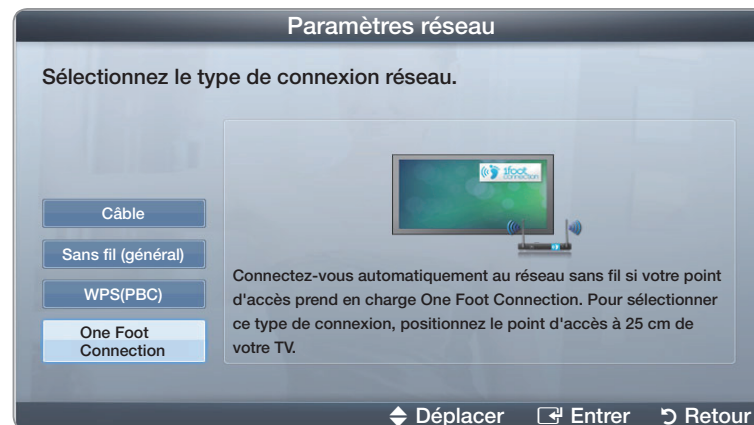 Paramètres réseau
Sélectionnez le type de connexion réseau.
1foot
connection
Câble
Sans fil (général)
WPS(PBC)
One Foot
Connection
Connectez-vous automatiquement au réseau sans fil si votre point
d'accès prend en charge One Foot Connection. Pour sélectionner
ce type de connexion, positionnez le point d'accès à 25 cm de
votre TV.
Déplacer Entrer Retour